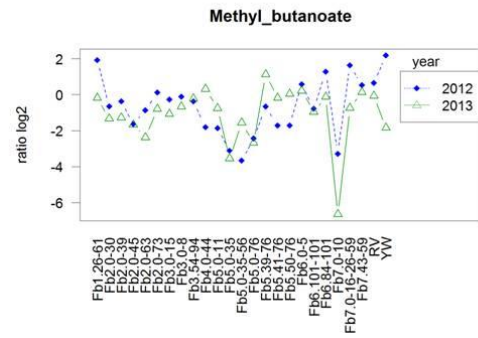 Methyl_butanoate
ratio log2
2
0
-2
-4
-6
year
2012
2013
Fb1.26-61
Fb2.0-30
Fb2.0-39
Fb2.0-45
Fb2.0-63
Fb2.0-73
Fb3.0-15
Fb3.0-8
Fb3.54-94
Fb4.0-44
Fb5.0-11
Fb5.0-35
Fb5.0-35-56
Fb5.0-76
Fb5.39-76
Fb5.41-76
Fb5.50-76
Fb6.0-5
Fb6.101-101
Fb6.84-101
Fb7.0-10
Fb7.0-16-23-59
Fb7.43-59
RV
YW